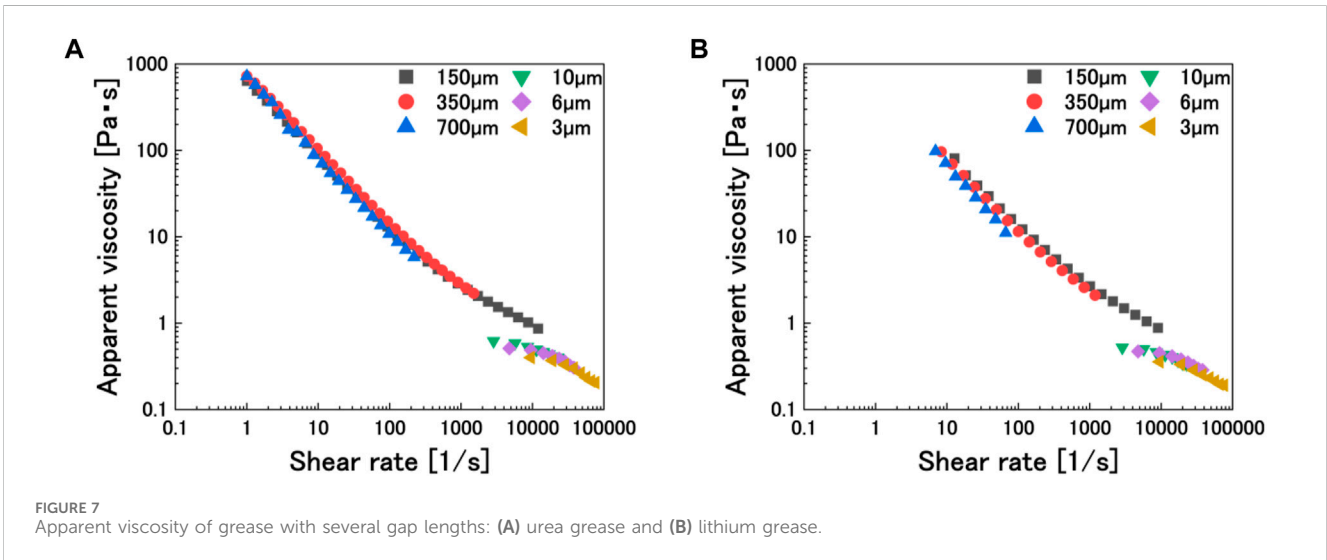 A
B
1000
100
10
1
0.1
Apparent viscosity [Pa・s]
150μm
350μm
700μm
10μm
6μm
3μm
0.1
1
10
100
1000
10000
100000
Shear rate [1/s]
1000
100
10
1
0.1
Apparent viscosity [Pa・s]
150μm
350μm
700μm
10μm
6μm
3μm
0.1
1
10
100
1000
10000
100000
Shear rate [1/s]
FIGURE 7
Apparent viscosity of grease with several gap lengths: (A) urea grease and (B) lithium grease.